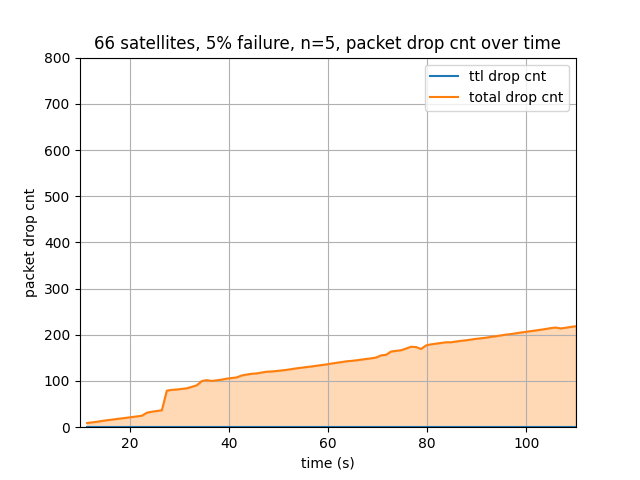 66 satellites, 5% failure, n=5, packet drop cnt over time
ttl drop cnt
total drop cnt
packet drop cnt
800
700
600
500
400
300
200
100
0
20 40 60 80 100
time (s)